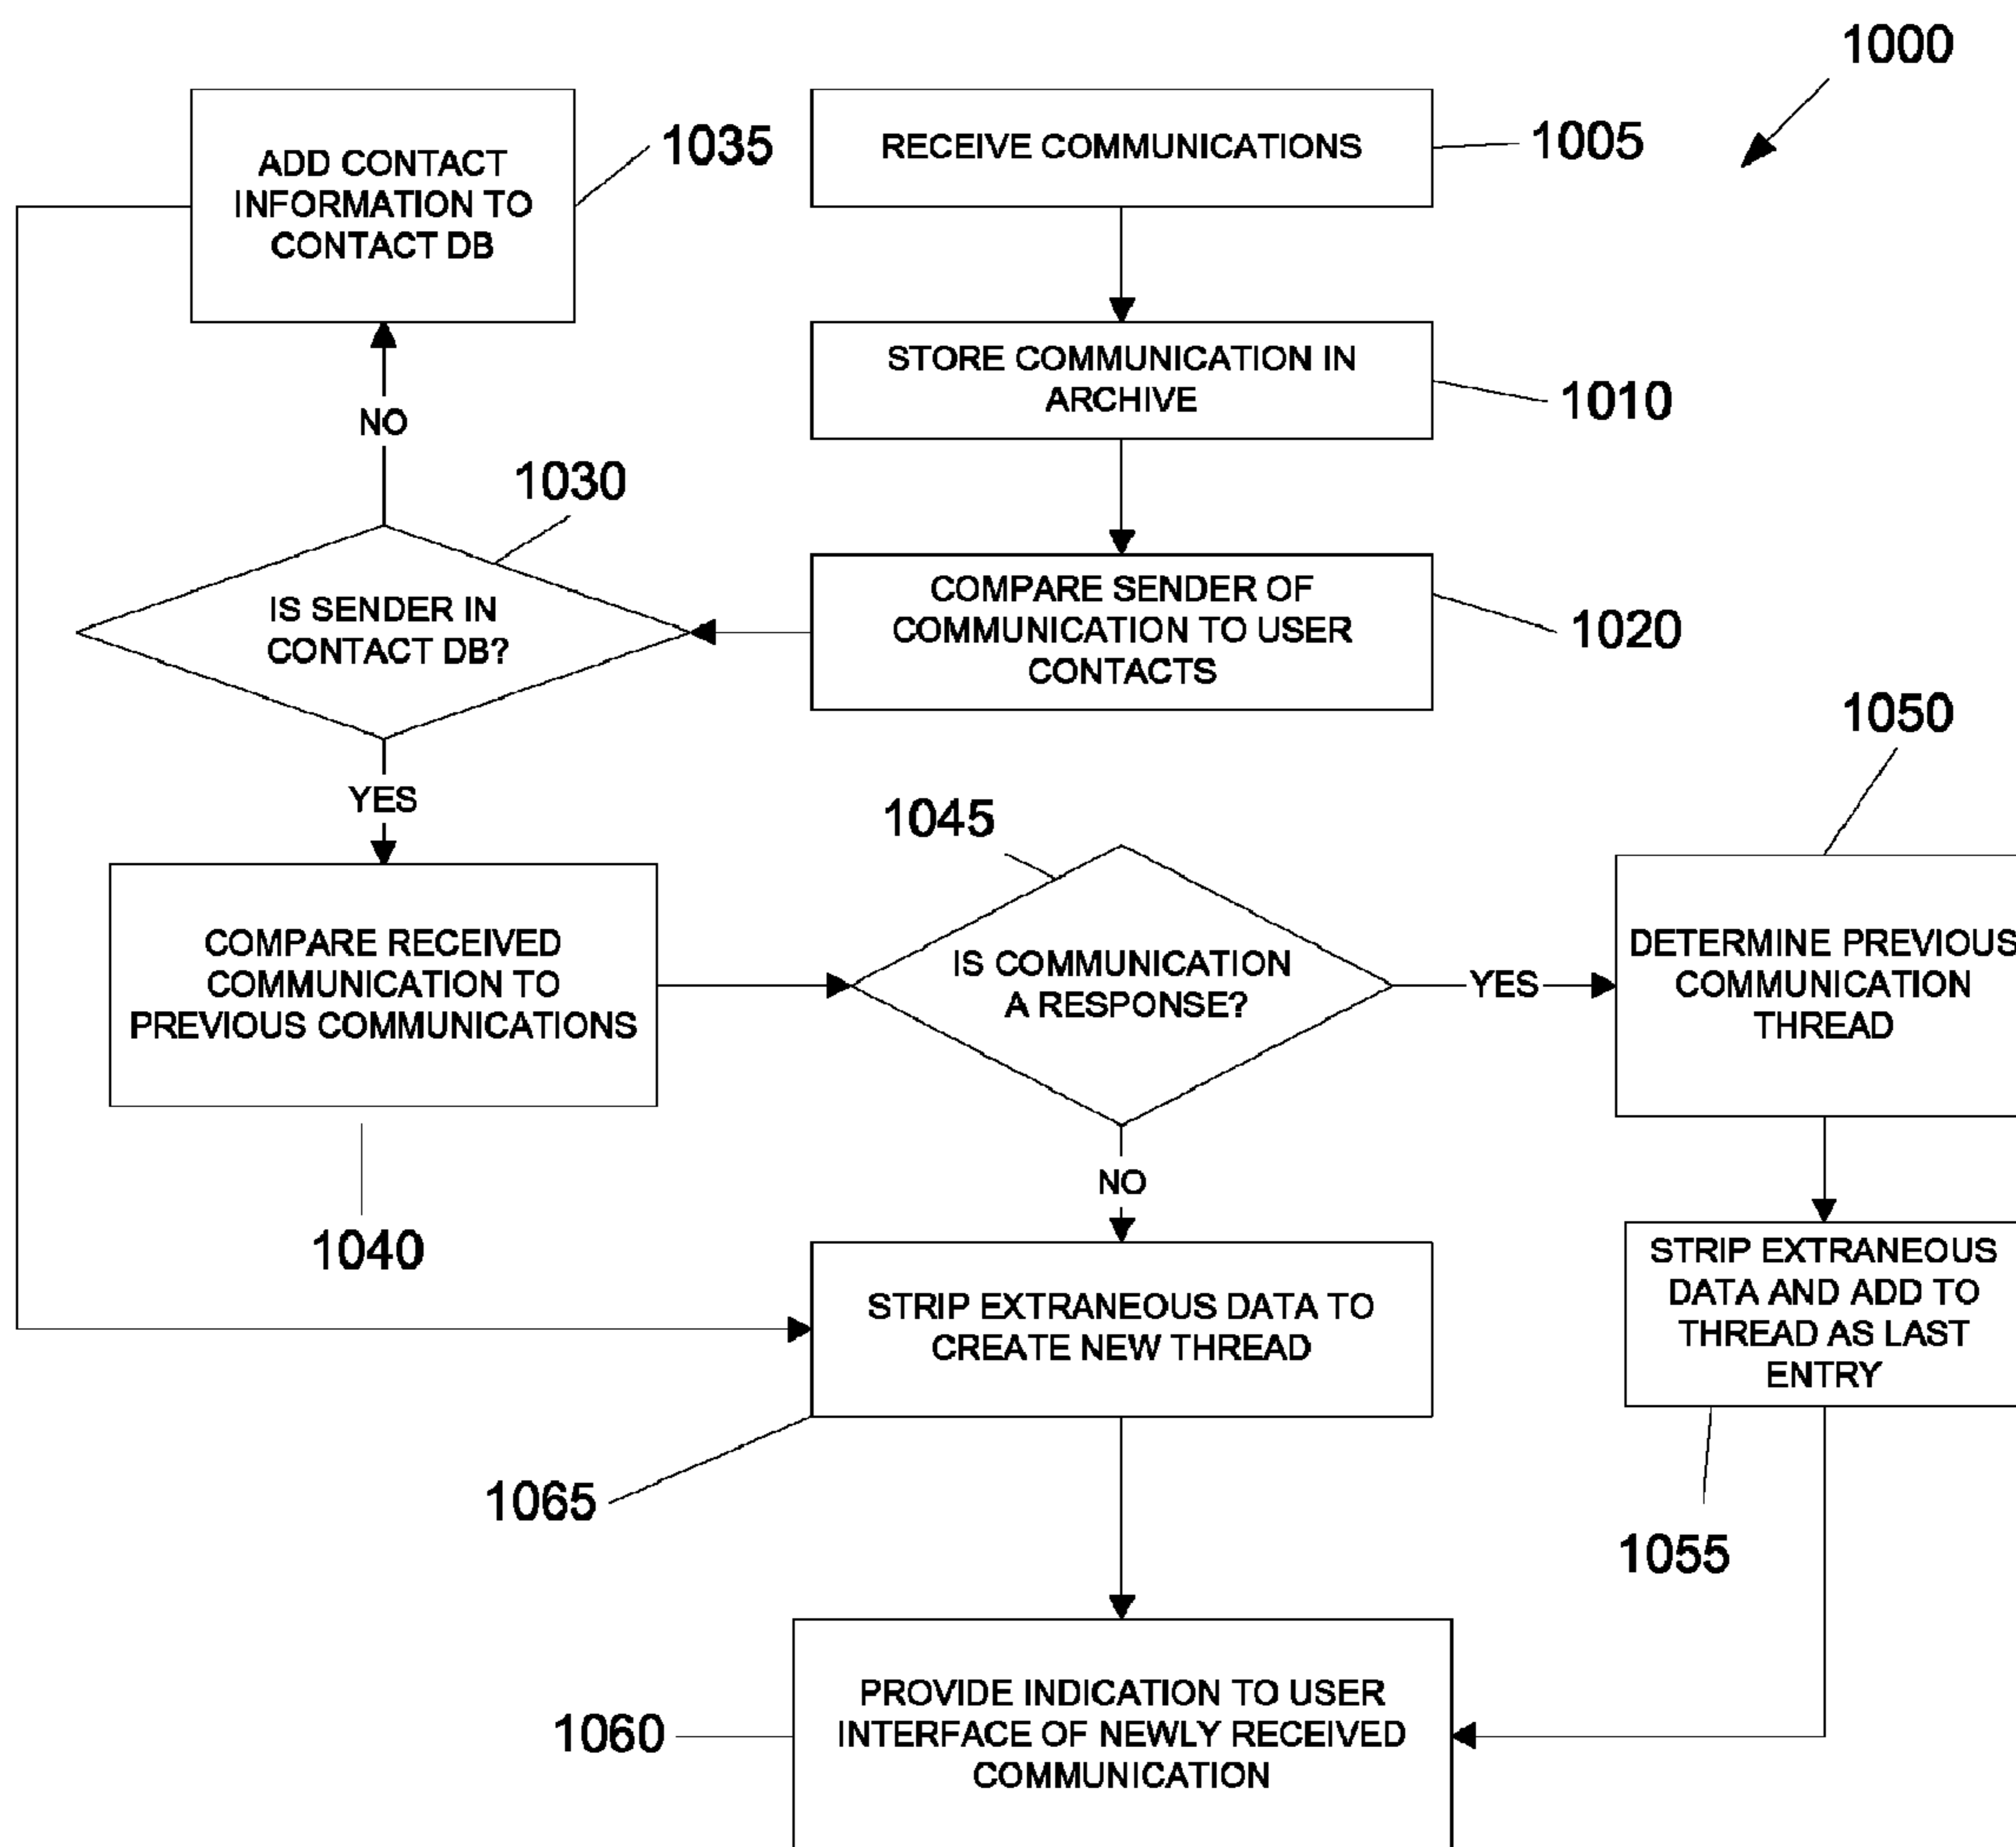 1000
RECEIVE COMMUNICATIONS
1005
STORE COMMUNICATION IN
ARCHIVE
1010
COMPARE SENDER OF
COMMUNICATION TO USER
CONTACTS
1020
IS SENDER IN
CONTACT DB?
1030
NO
ADD CONTACT
INFORMATION TO
CONTACT DB
1035
YES
COMPARE RECEIVED
COMMUNICATION TO
PREVIOUS COMMUNICATIONS
1040
IS COMMUNICATION
A RESPONSE?
1045
YES
DETERMINE PREVIOUS
COMMUNICATION
THREAD
1050
STRIP EXTRANEOUS
DATA AND ADD TO
THREAD AS LAST
ENTRY
1055
NO
STRIP EXTRANEOUS DATA TO
CREATE NEW THREAD
1065
PROVIDE INDICATION TO USER
INTERFACE OF NEWLY RECEIVED
COMMUNICATION
1060